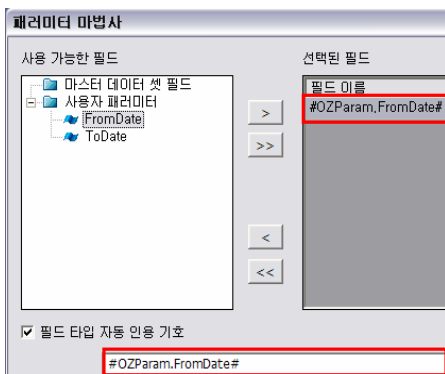 패러미터 마법사
사용 가능한 필드
선택된 필드
마스터 데이터 셋 필드
사용자 패러미터
FromDate
ToDate
>
>>
<
<<
필드 이름
#OZParam.FromDate#
필드 타입 자동 인용 기호
#OZParam.FromDate#